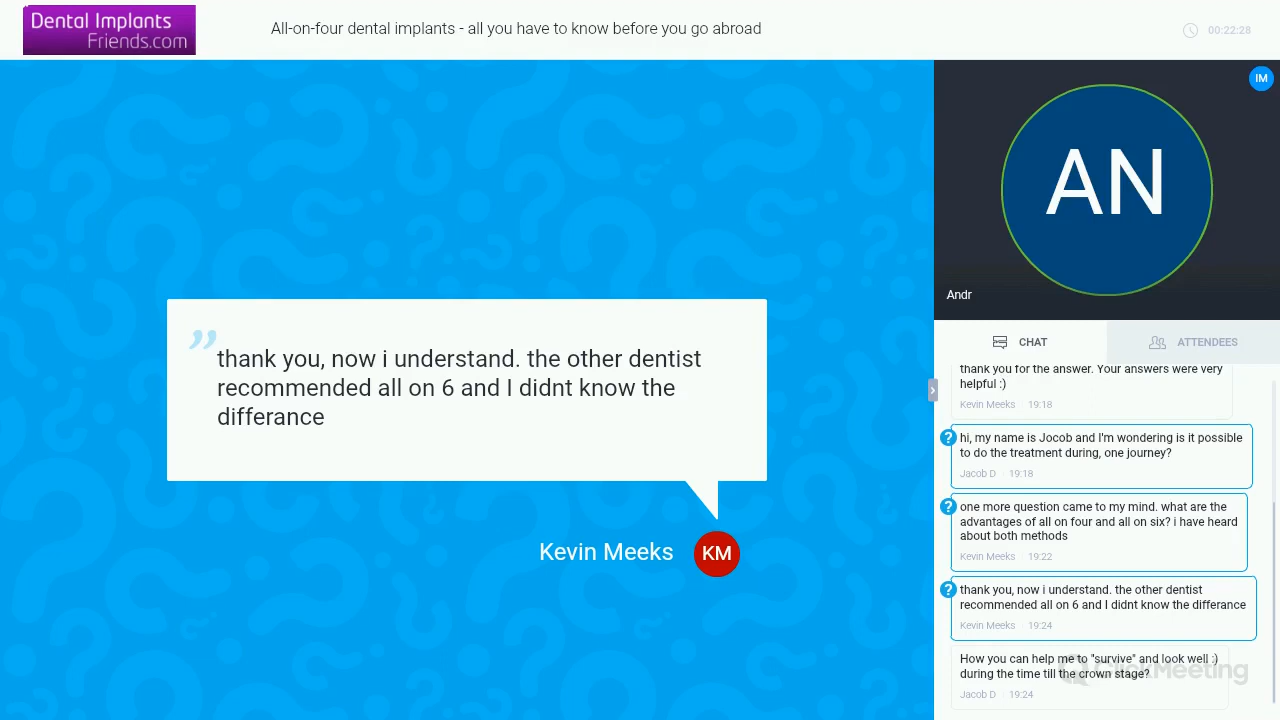 Dental Implants
Friends.com
All-on-four dental implants - all you have to know before you go abroad
00:22:28
”
thank you, now i understand. the other dentist
recommended all on 6 and I didnt know the
differance
Kevin Meeks KM
IM
AN
Andr
CHAT
ATTENDEES
thank you for the answer. Your answers were very
helpful :)
Kevin Meeks 19:18
?
hi, my name is Jocob and I'm wondering is it possible
to do the treatment during, one journey?
Jacob D · 19:18
?
one more question came to my mind. what are the
advantages of all on four and all on six? i have heard
about both methods
Kevin Meeks · 19:22
?
thank you, now i understand. the other dentist
recommended all on 6 and I didnt know the differance
Kevin Meeks · 19:24
How you can help me to "survive" and look well :)
during the time till the crown stage?
Jacob D · 19:24
ClickMeeting